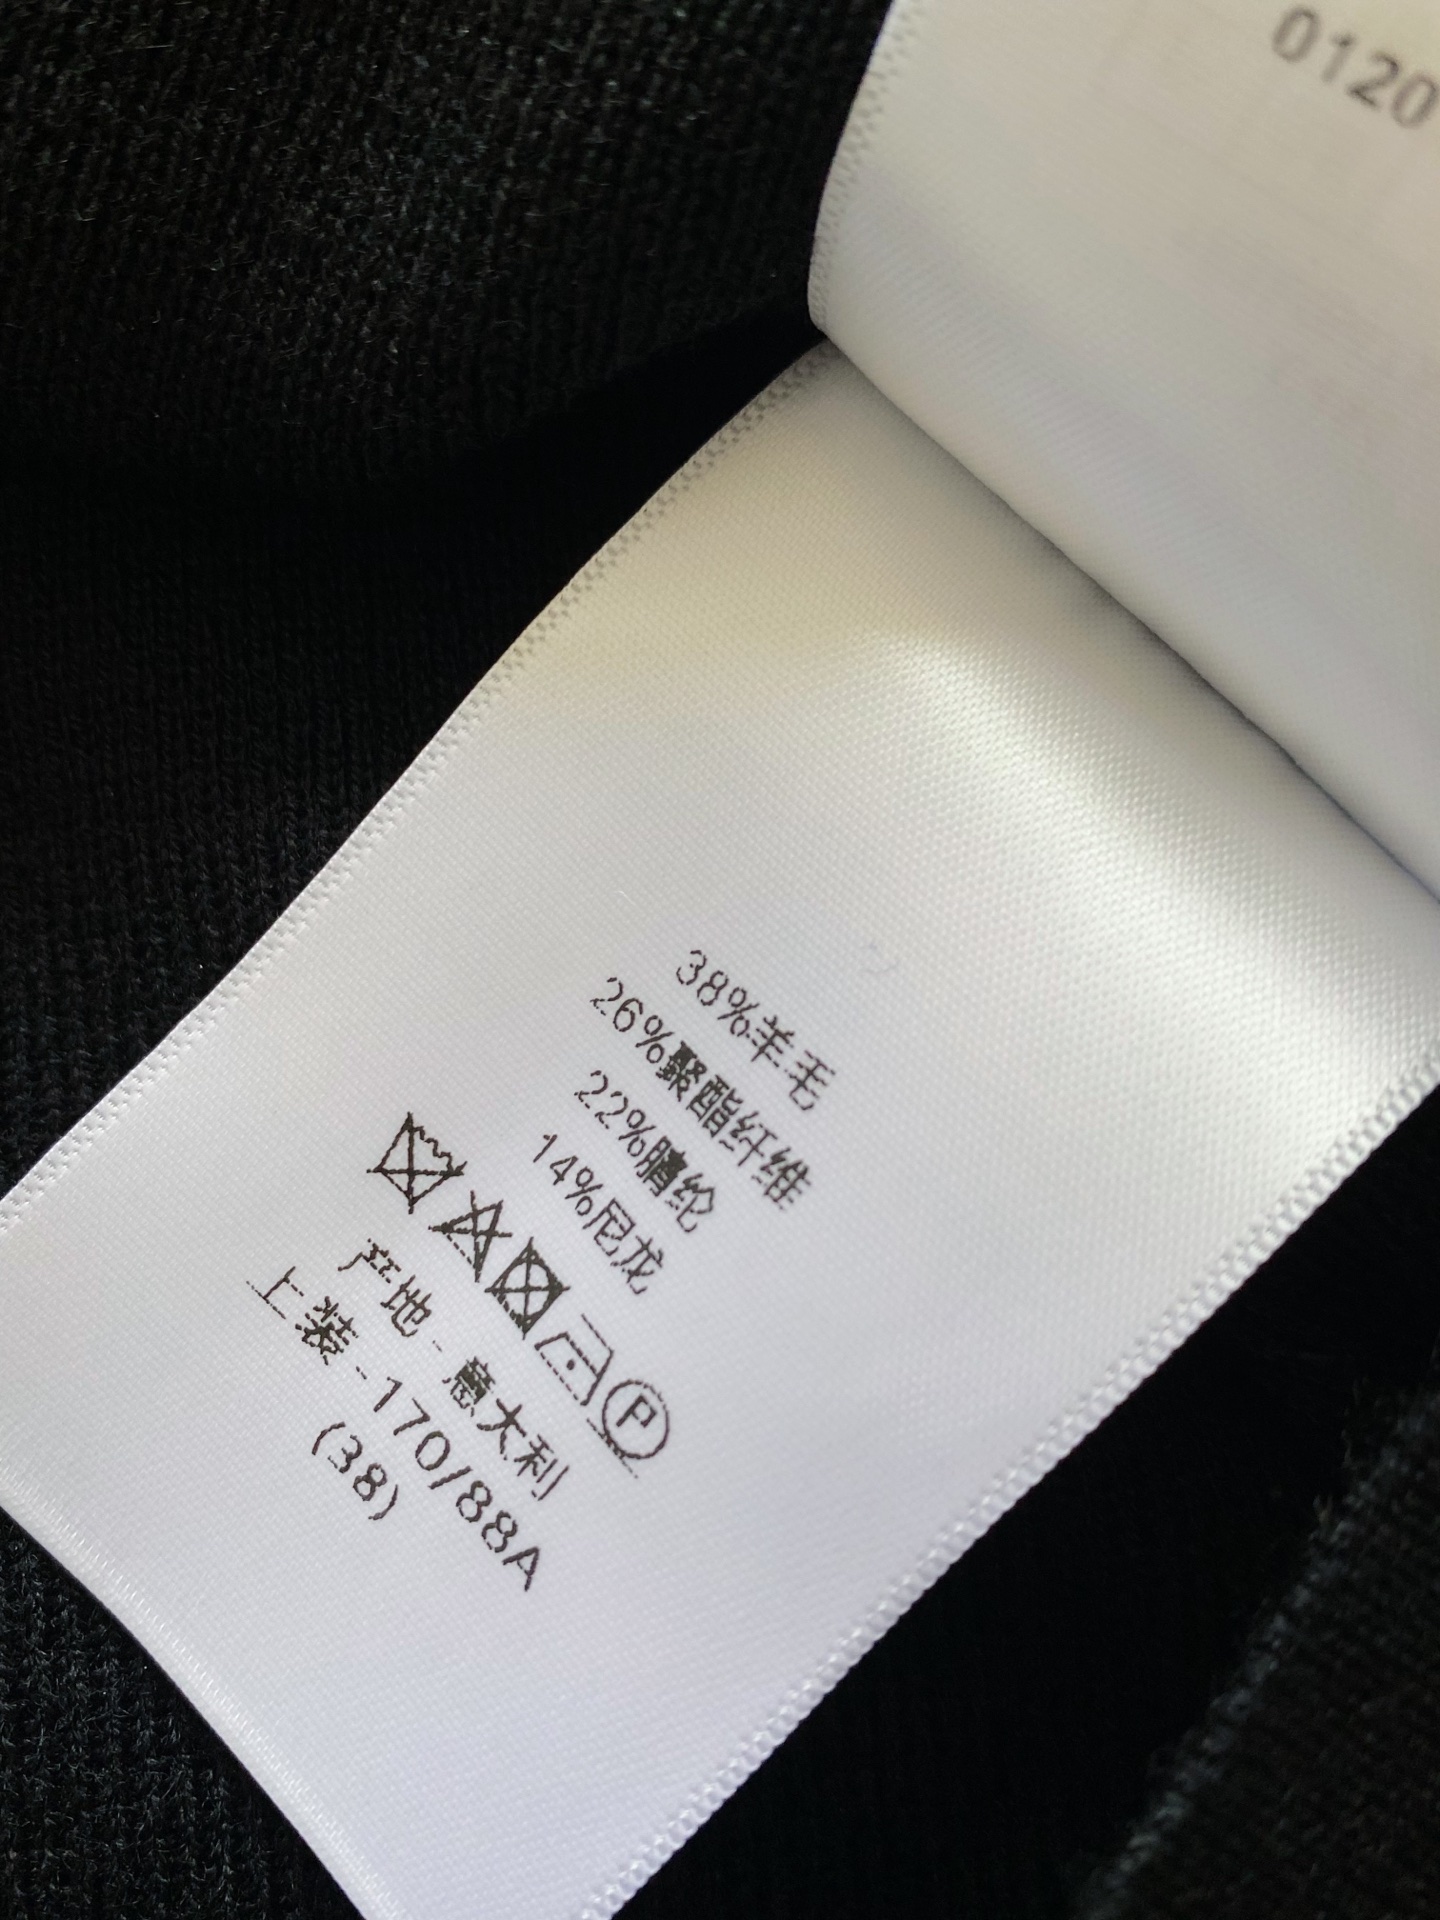 0120
38%羊毛
26%聚酯纤维
22%腈纶
14%尼龙
P
产地-意大利
上装-170/88A
(38)